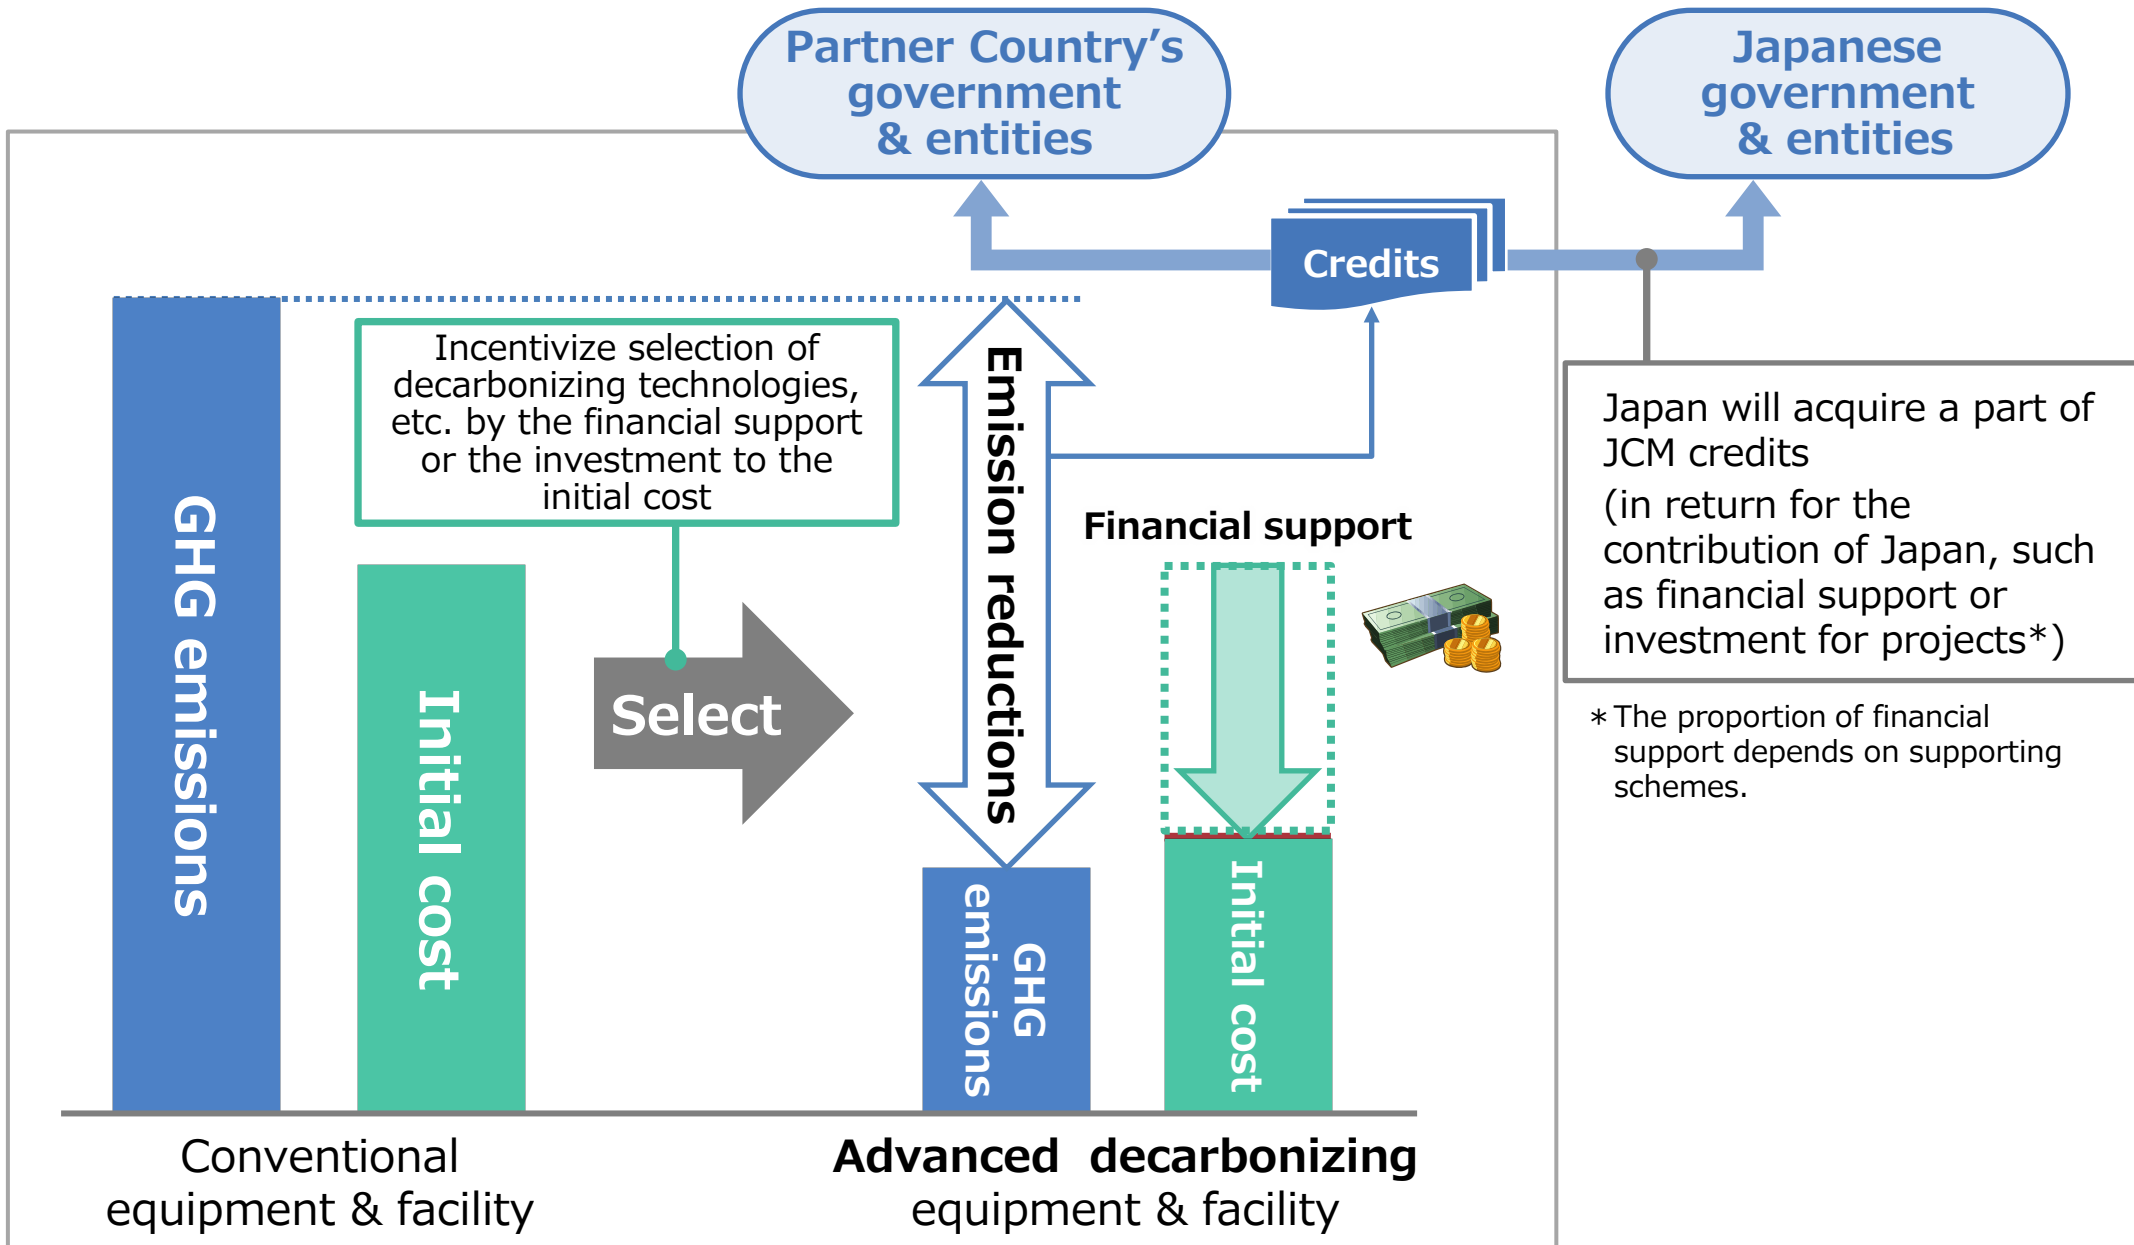 Partner Country’s
government
& entities
Japanese
government
& entities
Credits
Incentivize selection of
decarbonizing technologies,
etc. by the financial support
or the investment to the
initial cost
GHG emissions
Initial cost
Select
Emission reductions
Financial support
GHG
emissions
Initial cost
Japan will acquire a part of
JCM credits
(in return for the
contribution of Japan, such
as financial support or
investment for projects*)
* The proportion of financial
support depends on supporting
schemes.
Conventional
equipment & facility
Advanced decarbonizing
equipment & facility